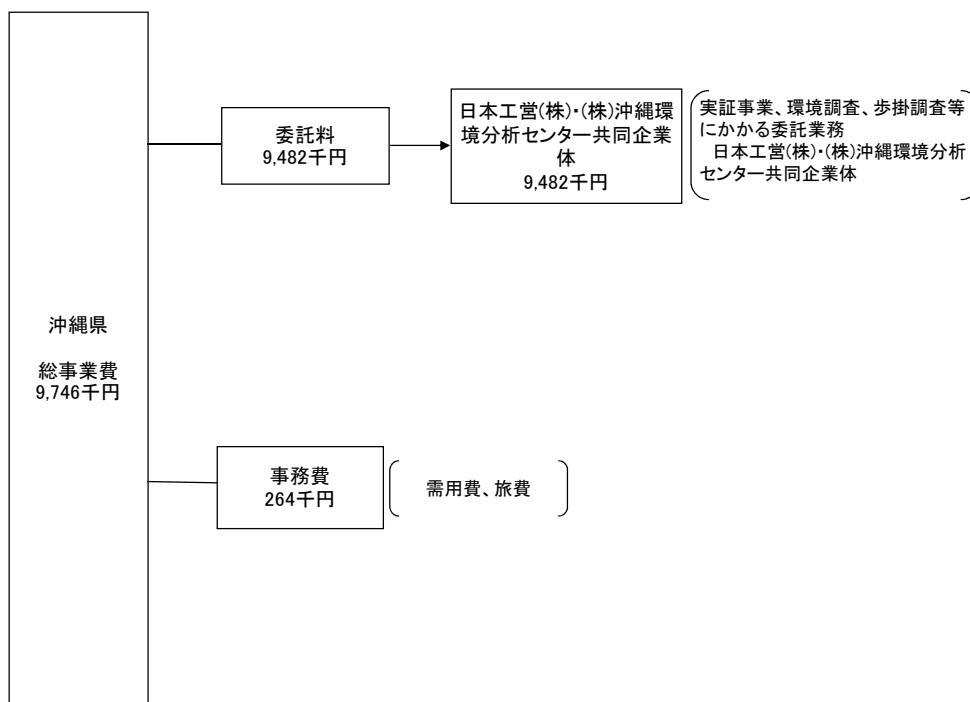 沖縄県
総事業費
9,746千円
委託料
9,482千円
日本工営(株)・(株)沖縄環
境分析センター共同企業
体
9,482千円
実証事業、環境調査、歩掛調査等
にかかる委託業務
日本工営(株)・(株)沖縄環境分析
センター共同企業体
事務費
264千円
需用費、旅費